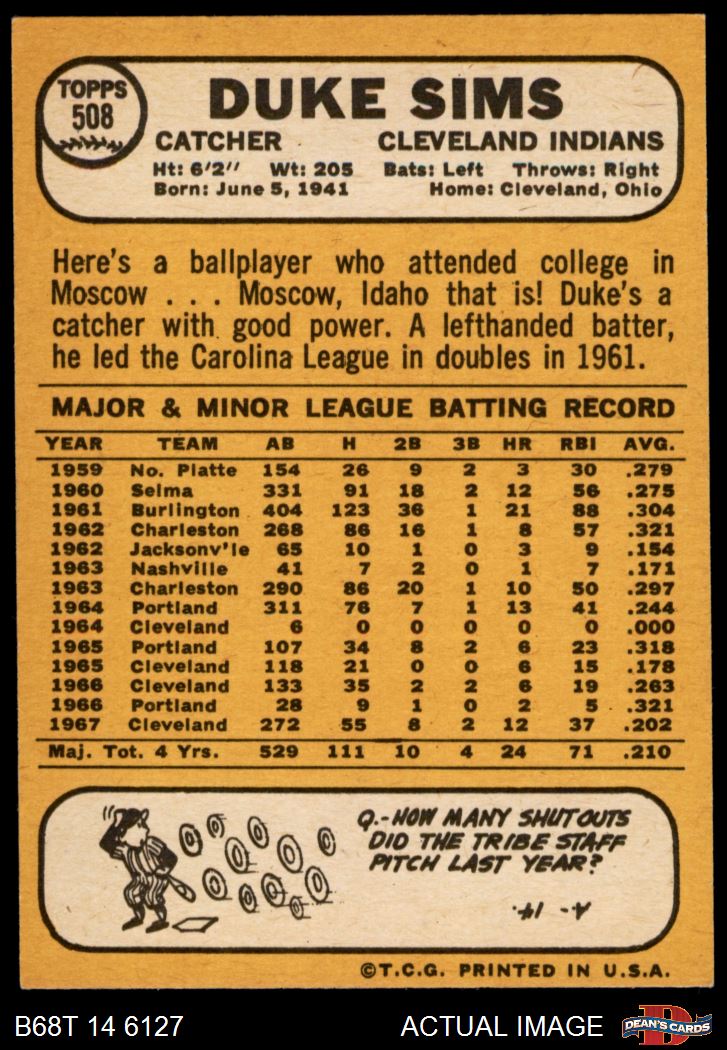 TOPPS
508
DUKE SIMS
CATCHER CLEVELAND INDIANS
Ht: 6'2" Wt: 205 Bats: Left Throws: Right
Born: June 5, 1941 Home: Cleveland, Ohio
Here's a ballplayer who attended college in
Moscow . . . Moscow, Idaho that is! Duke's a
catcher with good power. A lefthanded batter,
he led the Carolina League in doubles in 1961.
MAJOR & MINOR LEAGUE BATTING RECORD
YEAR TEAM AB H 2B 3B HR RBI AVG.
1959 No. Platte 154 26 9 2 3 30 .279
1960 Selma 331 91 18 2 12 56 .275
1961 Burlington 404 123 36 1 21 88 .304
1962 Charleston 268 86 16 1 8 57 .321
1962 Jacksonv'le 65 10 1 0 3 9 .154
1963 Nashville 41 7 2 0 1 7 .171
1963 Charleston 290 86 20 1 10 50 .297
1964 Portland 311 76 7 1 13 41 .244
1964 Cleveland 6 0 0 0 0 0 .000
1965 Portland 107 34 8 2 6 23 .318
1965 Cleveland 118 21 0 0 6 15 .178
1966 Cleveland 133 35 2 2 6 19 .263
1966 Portland 28 9 1 0 2 5 .321
1967 Cleveland 272 55 8 2 12 37 .202
Maj. Tot. 4 Yrs. 529 111 10 4 24 71 .210
Q.-HOW MANY SHUTOUTS
DID THE TRIBE STAFF
PITCH LAST YEAR?
A - 14.
©T.C.G. PRINTED IN U.S.A.
B68T 14 6127 ACTUAL IMAGE
D
DEAN'S CARDS